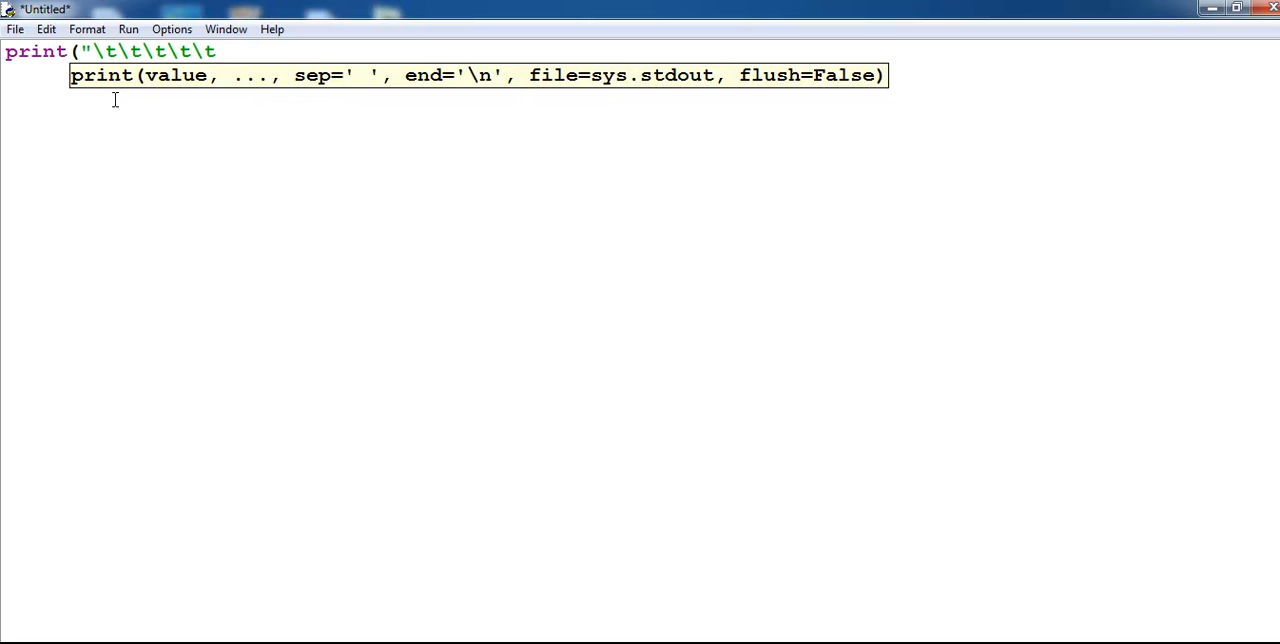 *Untitled*
File Edit Format Run Options Window Help
print("\t\t\t\t\t
print(value, ..., sep=' ', end='\n', file=sys.stdout, flush=False)